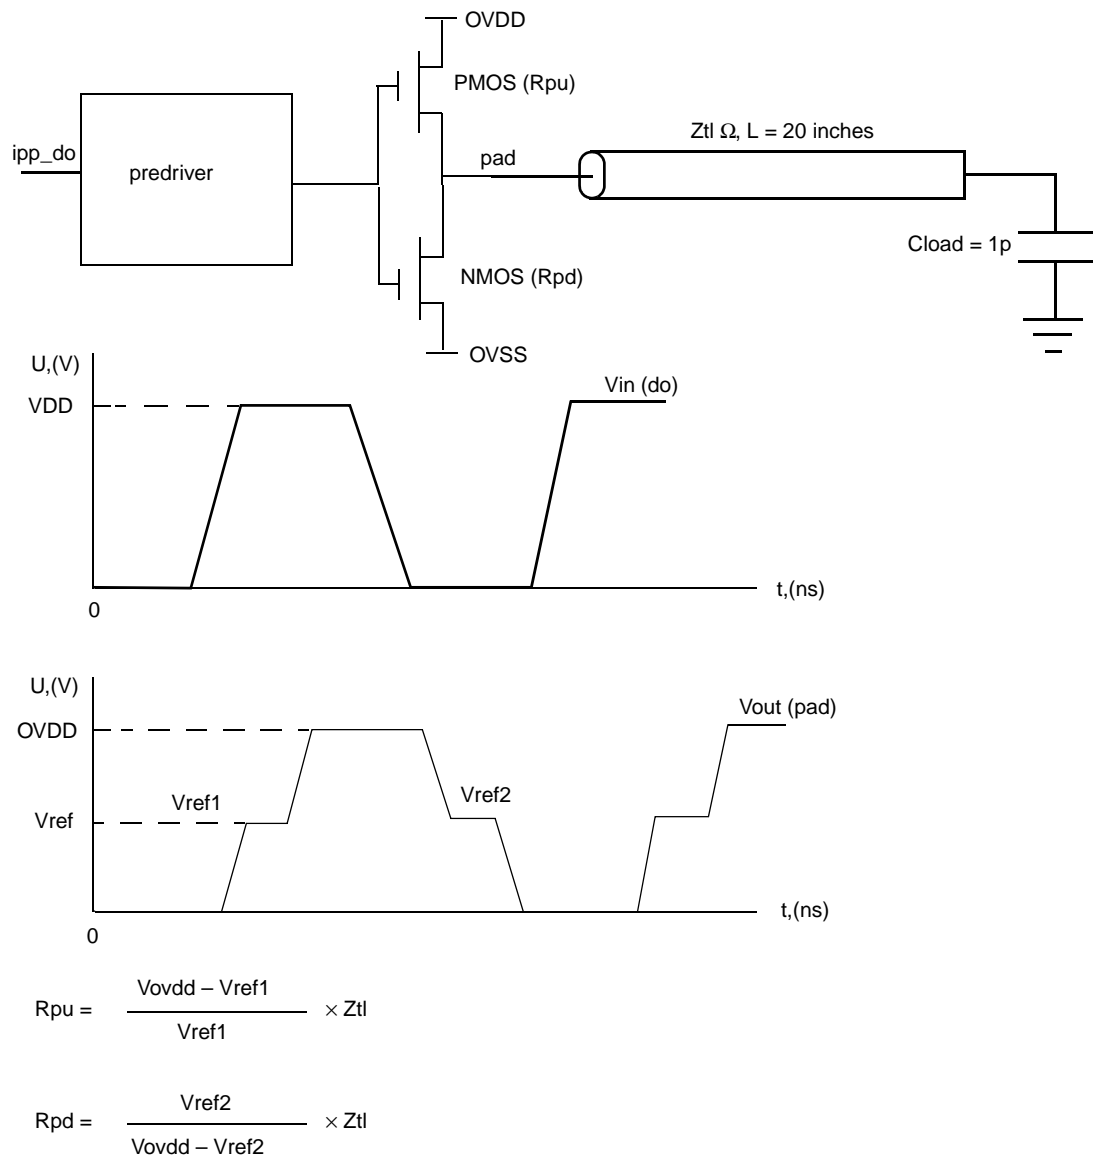 OVDD
PMOS (Rpu)
Ztl Ω, L = 20 inches
ipp_do
predriver
pad
Cload = 1p
NMOS (Rpd)
OVSS
U,(V)
VDD
Vin (do)
t,(ns)
0
U,(V)
OVDD
Vout (pad)
Vref1
Vref2
Vref
t,(ns)
0
Vovdd – Vref1
Rpu = × Ztl
Vref1
Vref2
Rpd = × Ztl
Vovdd – Vref2